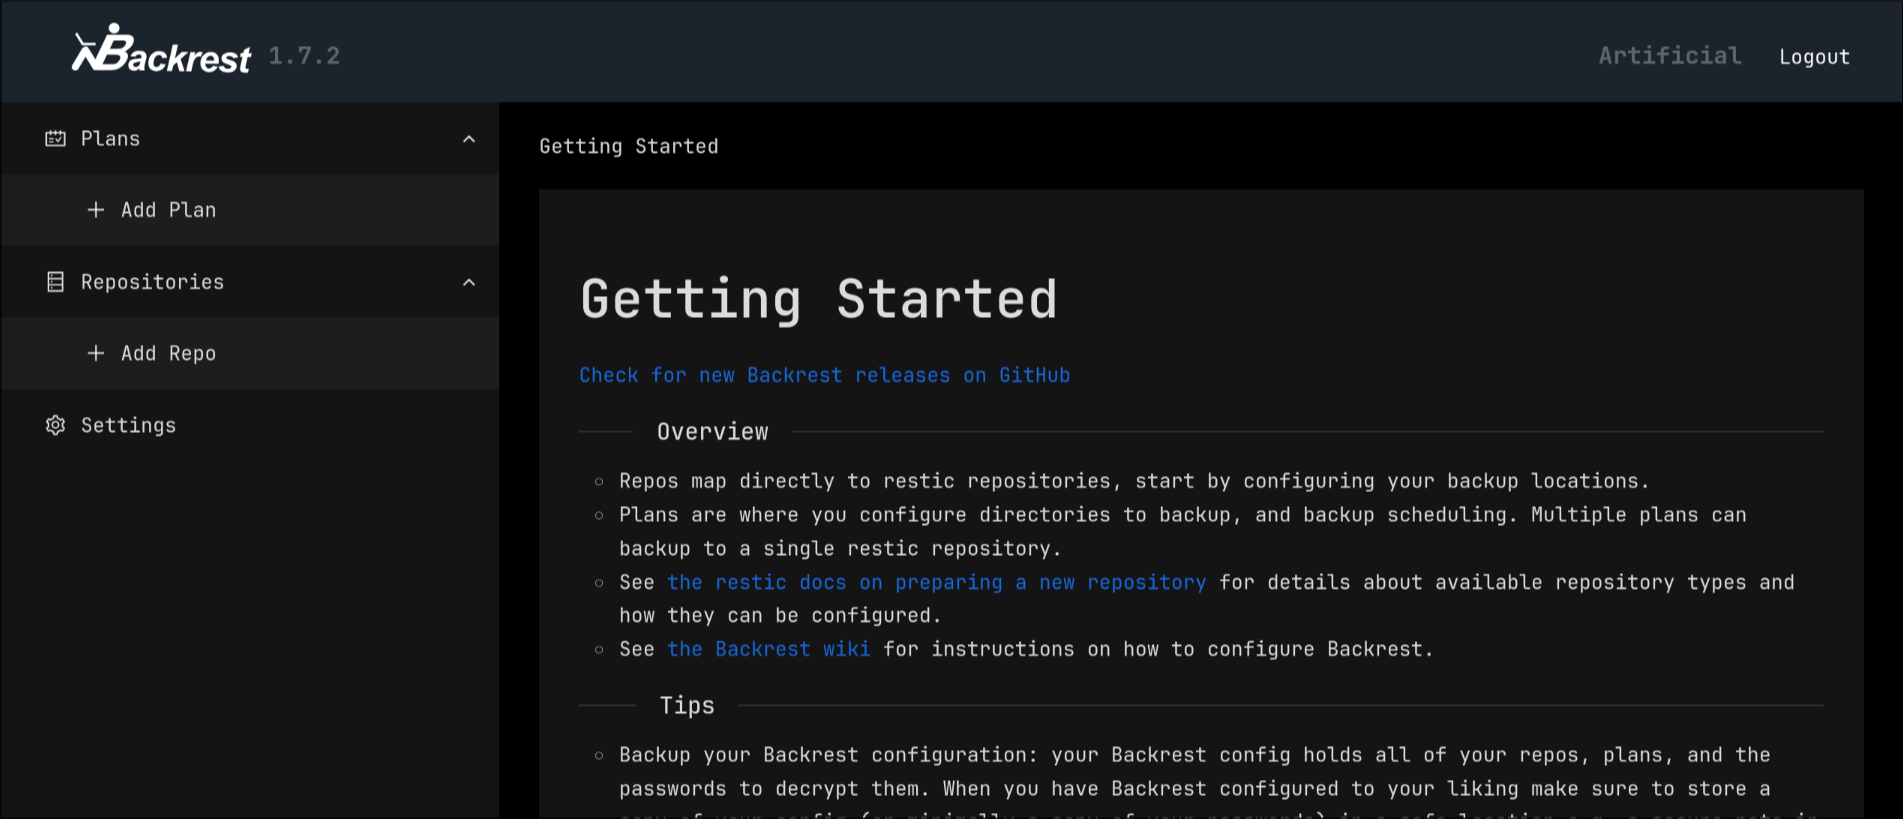 Backrest 1.7.2
Artificial
Logout
Plans
Add Plan
Repositories
Add Repo
Settings
Getting Started
Getting Started
Check for new Backrest releases on GitHub
Overview
Repos map directly to restic repositories, start by configuring your backup locations.
Plans are where you configure directories to backup, and backup scheduling. Multiple plans can
backup to a single restic repository.
See the restic docs on preparing a new repository for details about available repository types and
how they can be configured.
See the Backrest wiki for instructions on how to configure Backrest.
Tips
Backup your Backrest configuration: your Backrest config holds all of your repos, plans, and the
passwords to decrypt them. When you have Backrest configured to your liking make sure to store a